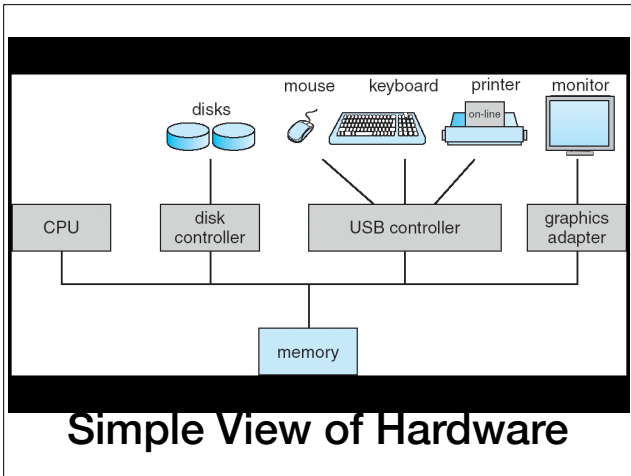 mouse keyboard printer monitor
disks
on-line
CPU
disk
controller
USB controller
graphics
adapter
memory
Simple View of Hardware